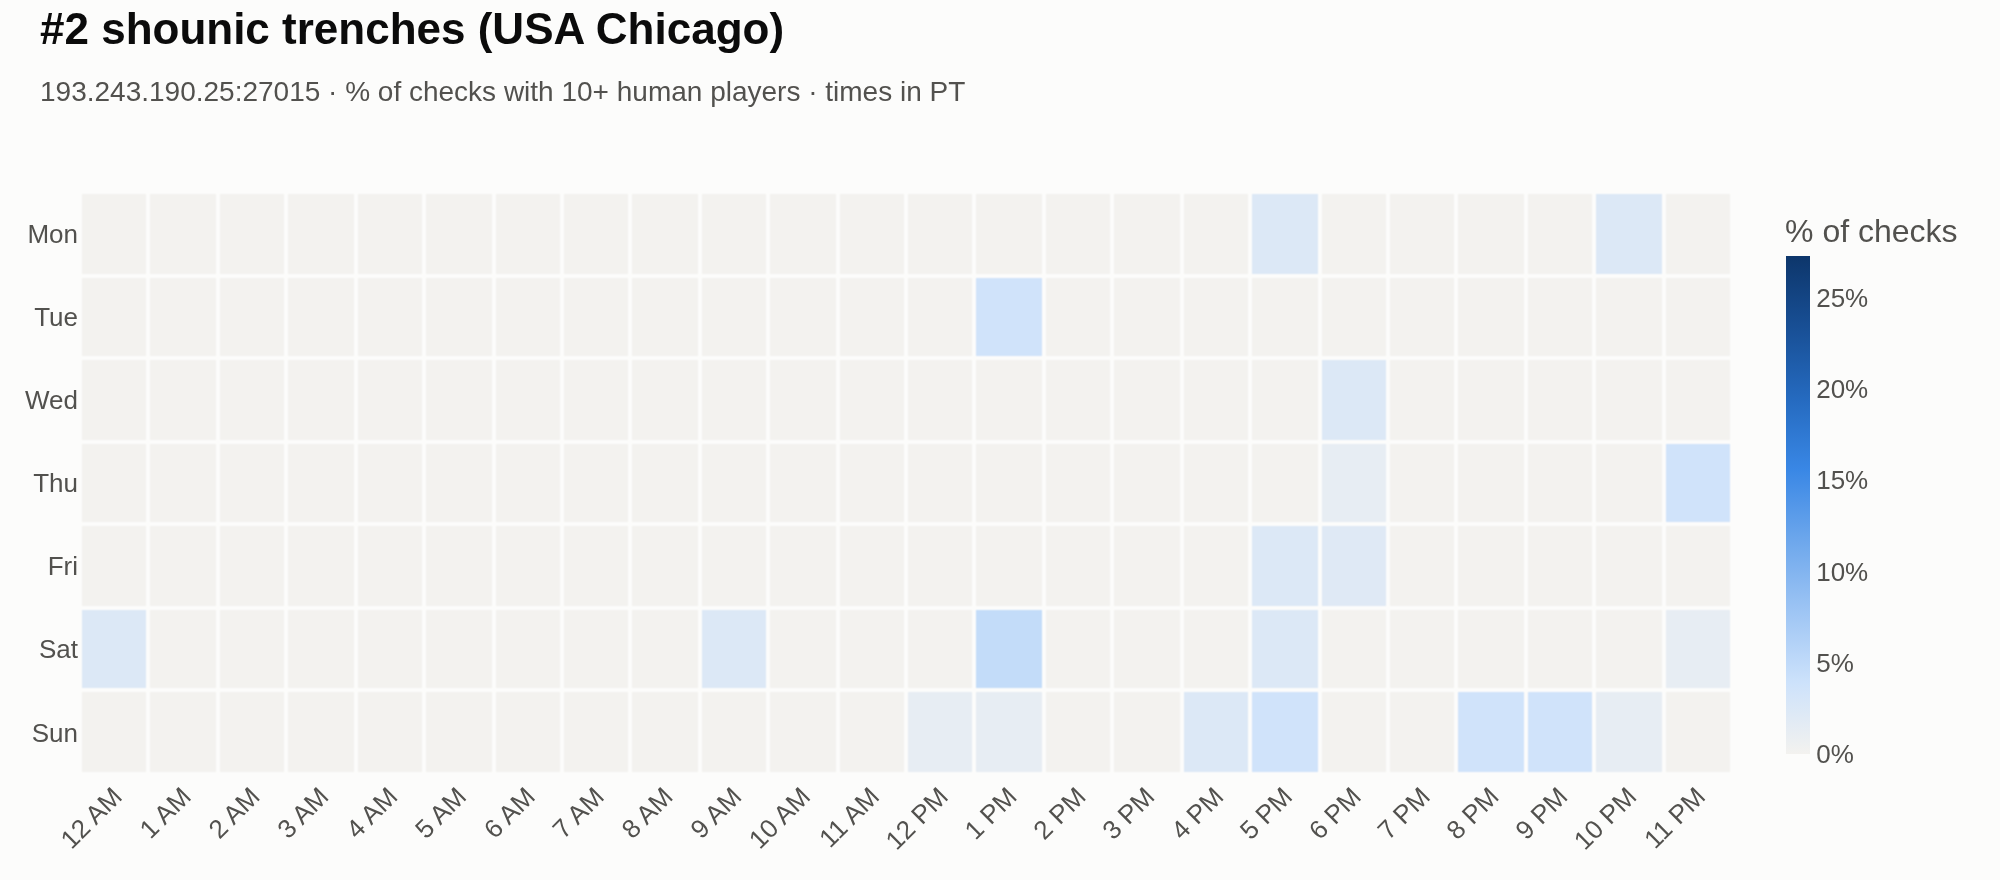 #2 shounic trenches (USA Chicago)
193.243.190.25:27015 · % of checks with 10+ human players · times in PT
% of checks
25%
20%
15%
10%
5%
0%
Mon
Tue
Wed
Thu
Fri
Sat
Sun
12 AM
1 AM
2 AM
3 AM
4 AM
5 AM
6 AM
7 AM
8 AM
9 AM
10 AM
11 AM
12 PM
1 PM
2 PM
3 PM
4 PM
5 PM
6 PM
7 PM
8 PM
9 PM
10 PM
11 PM